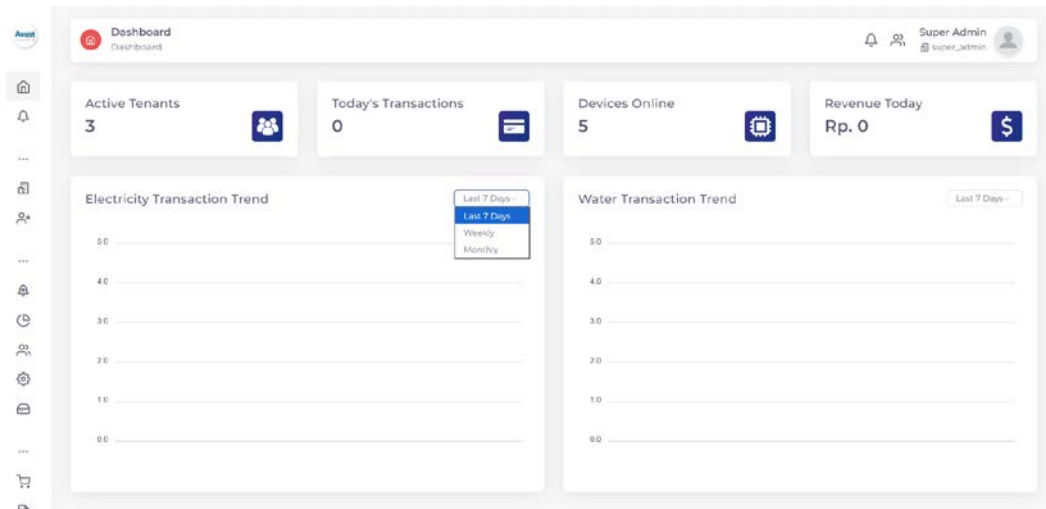 Assist
Dashboard
Dashboard
Super Admin
super_admin
Active Tenants
3
Today's Transactions
0
Devices Online
5
Revenue Today
Rp. 0
Electricity Transaction Trend
Last 7 Days
Last 7 Days
Weekly
Monthly
5.0
4.0
3.0
2.0
1.0
0.0
Water Transaction Trend
Last 7 Days
5.0
4.0
3.0
2.0
1.0
0.0